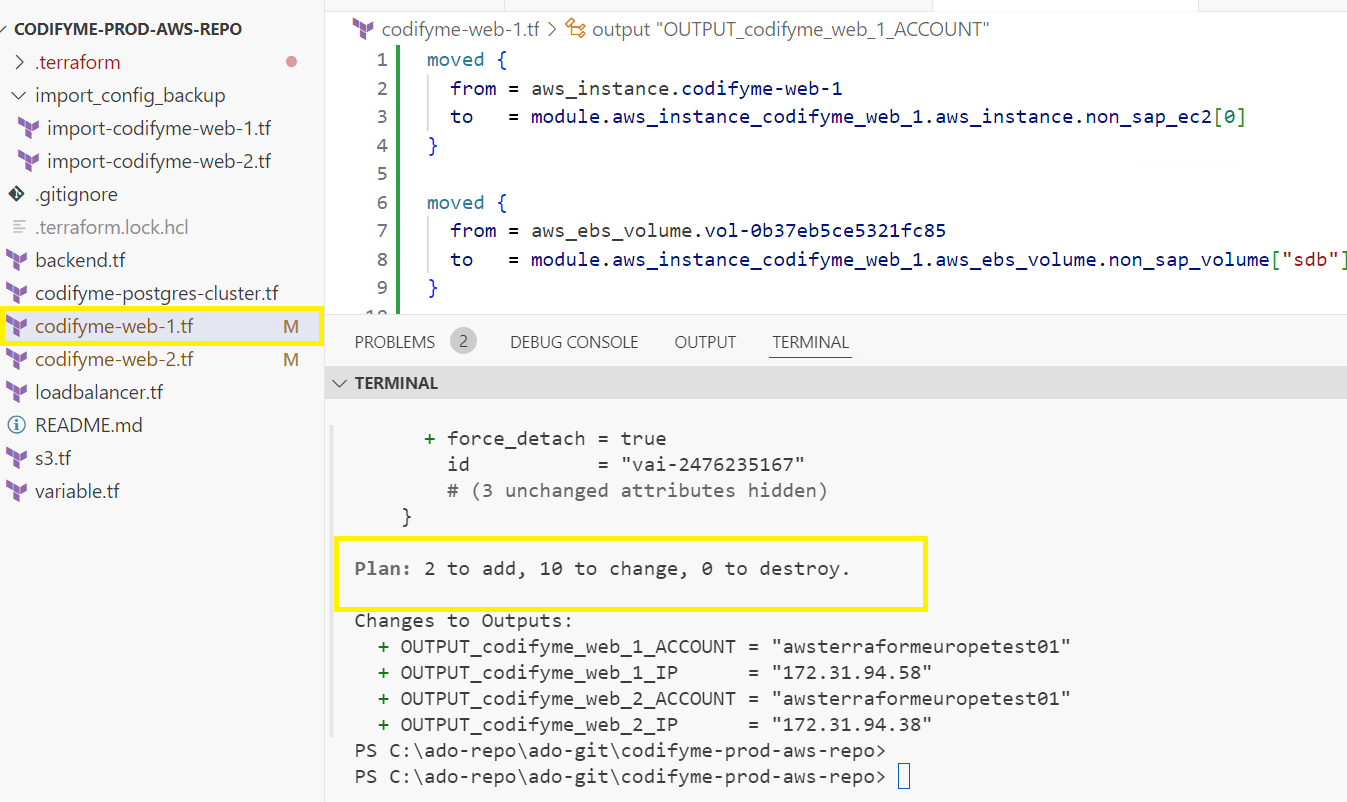 CODIFYME-PROD-AWS-REPO
.terraform
import_config_backup
import-codifyme-web-1.tf
import-codifyme-web-2.tf
.gitignore
.terraform.lock.hcl
backend.tf
codifyme-postgres-cluster.tf
codifyme-web-1.tf M
codifyme-web-2.tf M
loadbalancer.tf
README.md
s3.tf
variable.tf
codifyme-web-1.tf > output "OUTPUT_codifyme_web_1_ACCOUNT"
1 moved {
2 from = aws_instance.codifyme-web-1
3 to = module.aws_instance_codifyme_web_1.aws_instance.non_sap_ec2[0]
4 }
5
6 moved {
7 from = aws_ebs_volume.vol-0b37eb5ce5321fc85
8 to = module.aws_instance_codifyme_web_1.aws_ebs_volume.non_sap_volume["sdb"]
9 }
10
PROBLEMS 2 DEBUG CONSOLE OUTPUT TERMINAL
TERMINAL
+ force_detach = true
id = "vai-2476235167"
# (3 unchanged attributes hidden)
}
Plan: 2 to add, 10 to change, 0 to destroy.
Changes to Outputs:
+ OUTPUT_codifyme_web_1_ACCOUNT = "awsterraformeuropetest01"
+ OUTPUT_codifyme_web_1_IP = "172.31.94.58"
+ OUTPUT_codifyme_web_2_ACCOUNT = "awsterraformeuropetest01"
+ OUTPUT_codifyme_web_2_IP = "172.31.94.38"
PS C:\ado-repo\ado-git\codifyme-prod-aws-repo>
PS C:\ado-repo\ado-git\codifyme-prod-aws-repo>